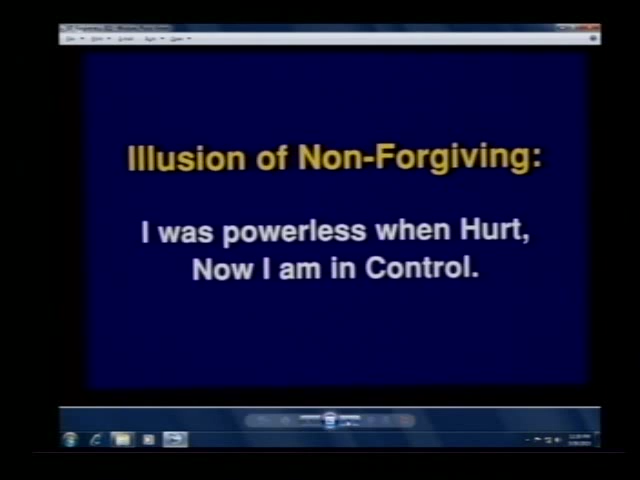 Illusion of Non-Forgiving:
I was powerless when Hurt,
Now I am in Control.